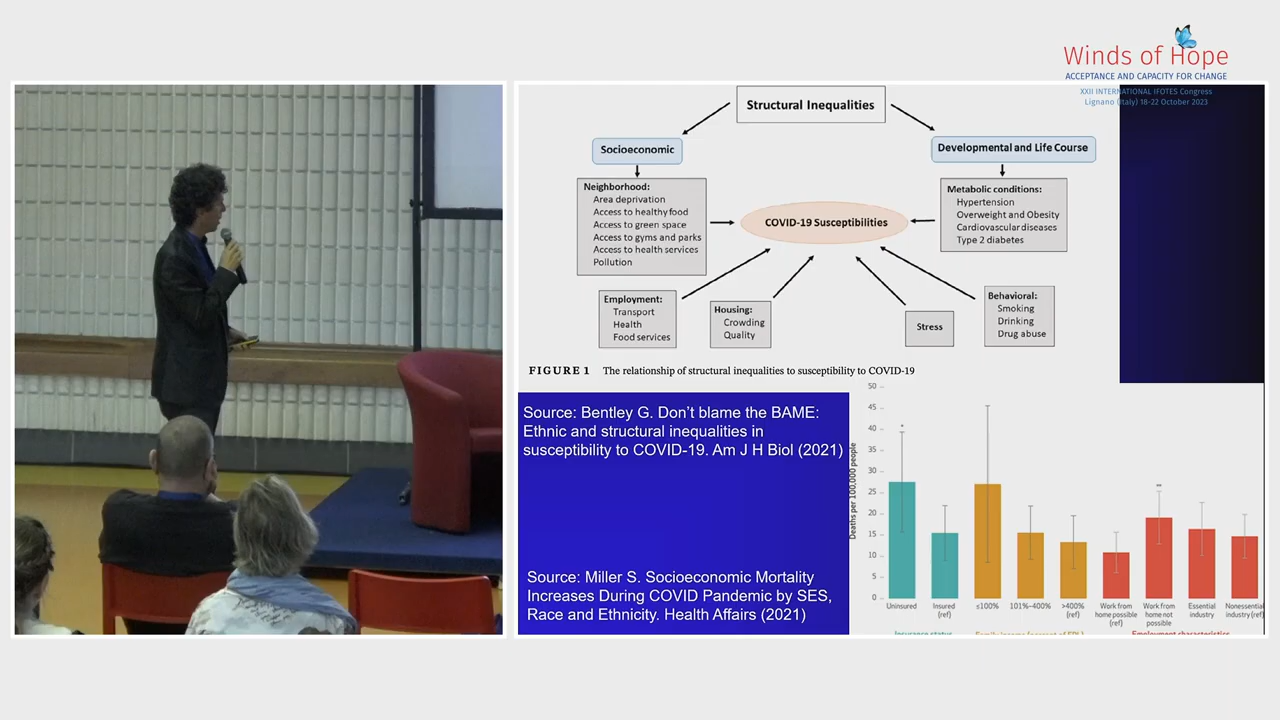 Winds of Hope
ACCEPTANCE AND CAPACITY FOR CHANGE
XXII INTERNATIONAL IFOTES Congress
Lignano (Italy) 18-22 October 2023
Structural Inequalities
Socioeconomic
Developmental and Life Course
Neighborhood:
Area deprivation
Access to healthy food
Access to green space
Access to gyms and parks
Access to health services
Pollution
COVID-19 Susceptibilities
Metabolic conditions:
Hypertension
Overweight and Obesity
Cardiovascular diseases
Type 2 diabetes
Employment:
Transport
Health
Food services
Housing:
Crowding
Quality
Stress
Behavioral:
Smoking
Drinking
Drug abuse
FIGURE 1 The relationship of structural inequalities to susceptibility to COVID-19
Source: Bentley G. Don't blame the BAME:
Ethnic and structural inequalities in
susceptibility to COVID-19. Am J H Biol (2021)
Source: Miller S. Socioeconomic Mortality
Increases During COVID Pandemic by SES,
Race and Ethnicity. Health Affairs (2021)
Deaths per 100,000 people
50
45
40
35
30
25
20
15
10
5
0
*
**
Uninsured
Insured
(ref)
≤100%
101%–400%
>400%
(ref)
Work from
home possible
(ref)
Work from
home not
possible
Essential
industry
Nonessential
industry (ref)
Insurance status
Employment characteristics